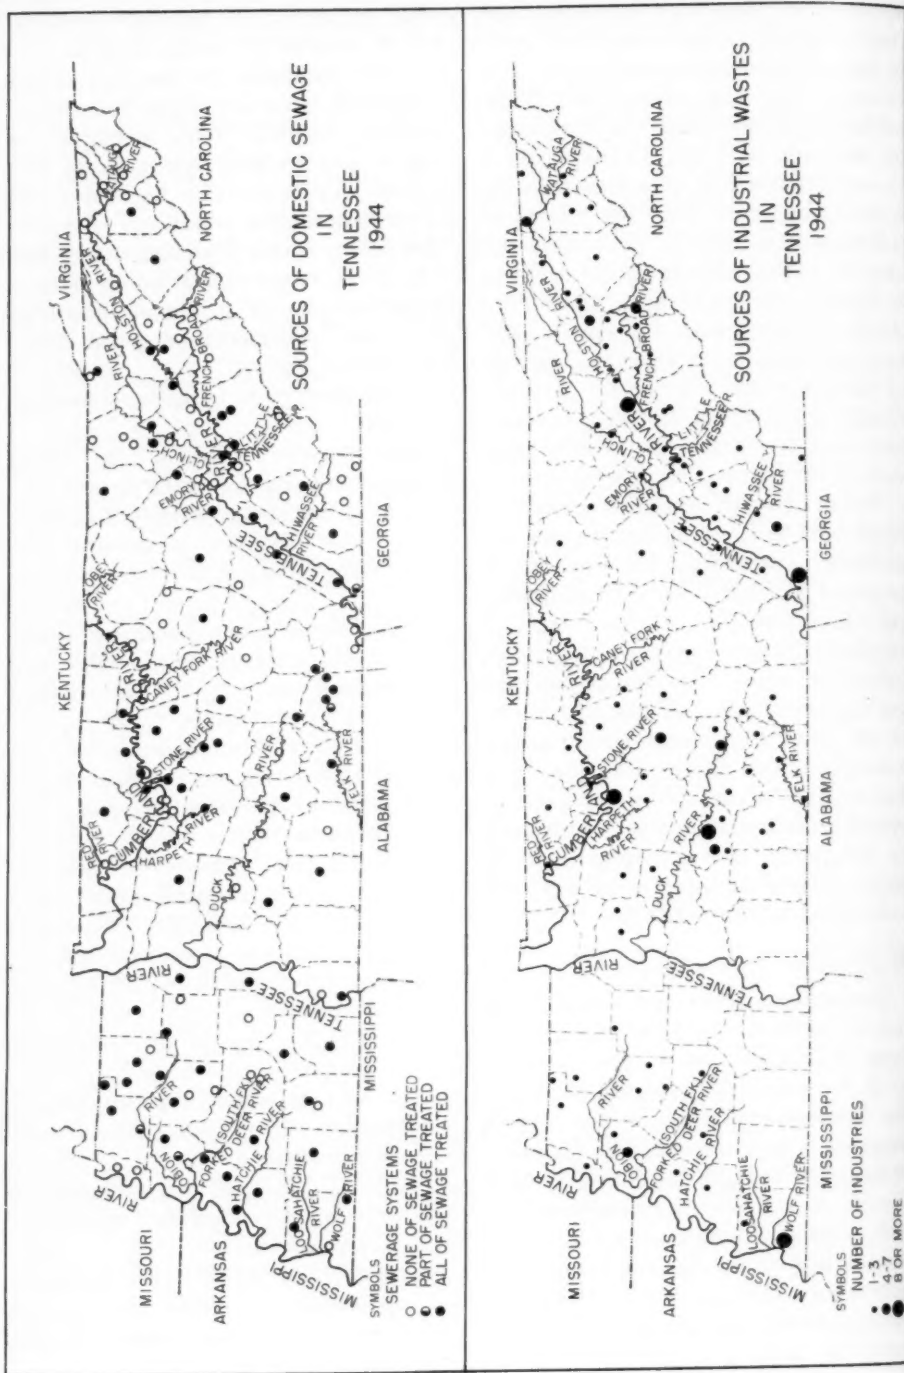 SOURCES OF DOMESTIC SEWAGE
IN
TENNESSEE
1944
VIRGINIA
KENTUCKY
NORTH CAROLINA
GEORGIA
ALABAMA
MISSISSIPPI
MISSOURI
ARKANSAS
WATAUGA
RIVER
HOLSTON RIVER
RIVER
FRENCH BROAD RIVER
CLINCH
RIVER
LITTLE
TENNESSEE R.
EMORY
RIVER
HIWASSEE
RIVER
TENNESSEE
OBEY
RIVER
RIVER
CANEY FORK
RIVER
STONE RIVER
CUMBERLAND
RED
RIVER
HARPETH RIVER
DUCK RIVER
ELK RIVER
TENNESSEE RIVER
OBION RIVER
(SOUTH FK.)
FORKED DEER RIVER
HATCHIE RIVER
LOOSAHATCHIE
RIVER
WOLF RIVER
MISSISSIPPI RIVER
SYMBOLS
SEWERAGE SYSTEMS
NONE OF SEWAGE TREATED
PART OF SEWAGE TREATED
ALL OF SEWAGE TREATED
SOURCES OF INDUSTRIAL WASTES
IN
TENNESSEE
1944
VIRGINIA
KENTUCKY
NORTH CAROLINA
GEORGIA
ALABAMA
MISSISSIPPI
MISSOURI
ARKANSAS
WATAUGA
RIVER
HOLSTON RIVER
RIVER
FRENCH BROAD RIVER
CLINCH
RIVER
LITTLE
TENNESSEE R.
EMORY
RIVER
HIWASSEE
RIVER
TENNESSEE
OBEY
RIVER
RIVER
CANEY FORK
RIVER
STONE RIVER
CUMBERLAND
RED
RIVER
HARPETH
RIVER
DUCK RIVER
ELK RIVER
TENNESSEE RIVER
OBION RIVER
(SOUTH FK.)
FORKED DEER RIVER
HATCHIE RIVER
LOOSAHATCHIE
RIVER
WOLF RIVER
MISSISSIPPI RIVER
SYMBOLS
NUMBER OF INDUSTRIES
1-3
4-7
8 OR MORE